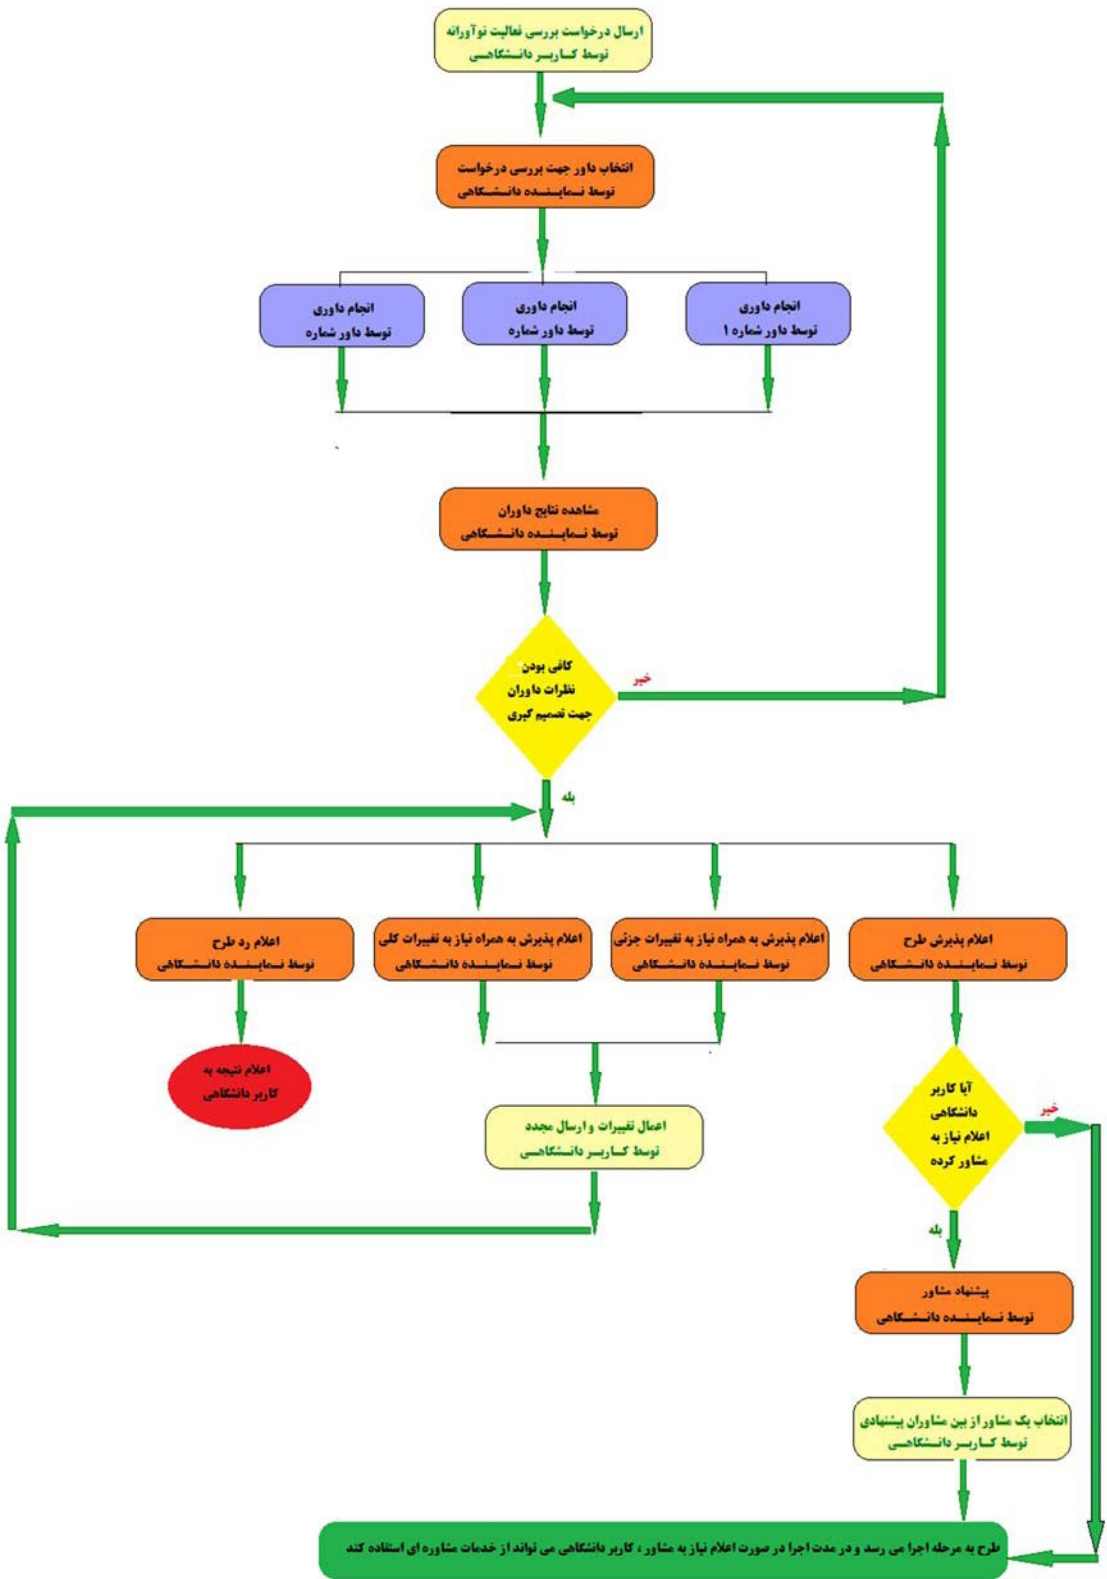 ارسال درخواست بررسی فعالیت نوآورانه
توسط کاربر دانشگاهی
انتخاب داور جهت بررسی درخواست
توسط نماینده دانشگاهی
انجام داوری
توسط داور شماره ۱
انجام داوری
توسط داور شماره
انجام داوری
توسط داور شماره
مشاهده نتایج داوران
توسط نماینده دانشگاهی
کافی بودن
نظرات داوران
جهت تصمیم گیری
خیر
بله
اعلام پذیرش طرح
توسط نماینده دانشگاهی
اعلام پذیرش به همراه نیاز به تغییرات جزئی
توسط نماینده دانشگاهی
اعلام پذیرش به همراه نیاز به تغییرات کلی
توسط نماینده دانشگاهی
اعلام رد طرح
توسط نماینده دانشگاهی
آیا کاربر
دانشگاهی
اعلام نیاز به
مشاور کرده
خیر
اعلام نتیجه به
کاربر دانشگاهی
اعمال تغییرات و ارسال مجدد
توسط کاربر دانشگاهی
بله
پیشنهاد مشاور
توسط نماینده دانشگاهی
انتخاب یک مشاور از بین مشاوران پیشنهادی
توسط کاربر دانشگاهی
طرح به مرحله اجرا می رسد و در مدت اجرا در صورت اعلام نیاز به مشاور ، کاربر دانشگاهی می تواند از خدمات مشاوره ای استفاده کند